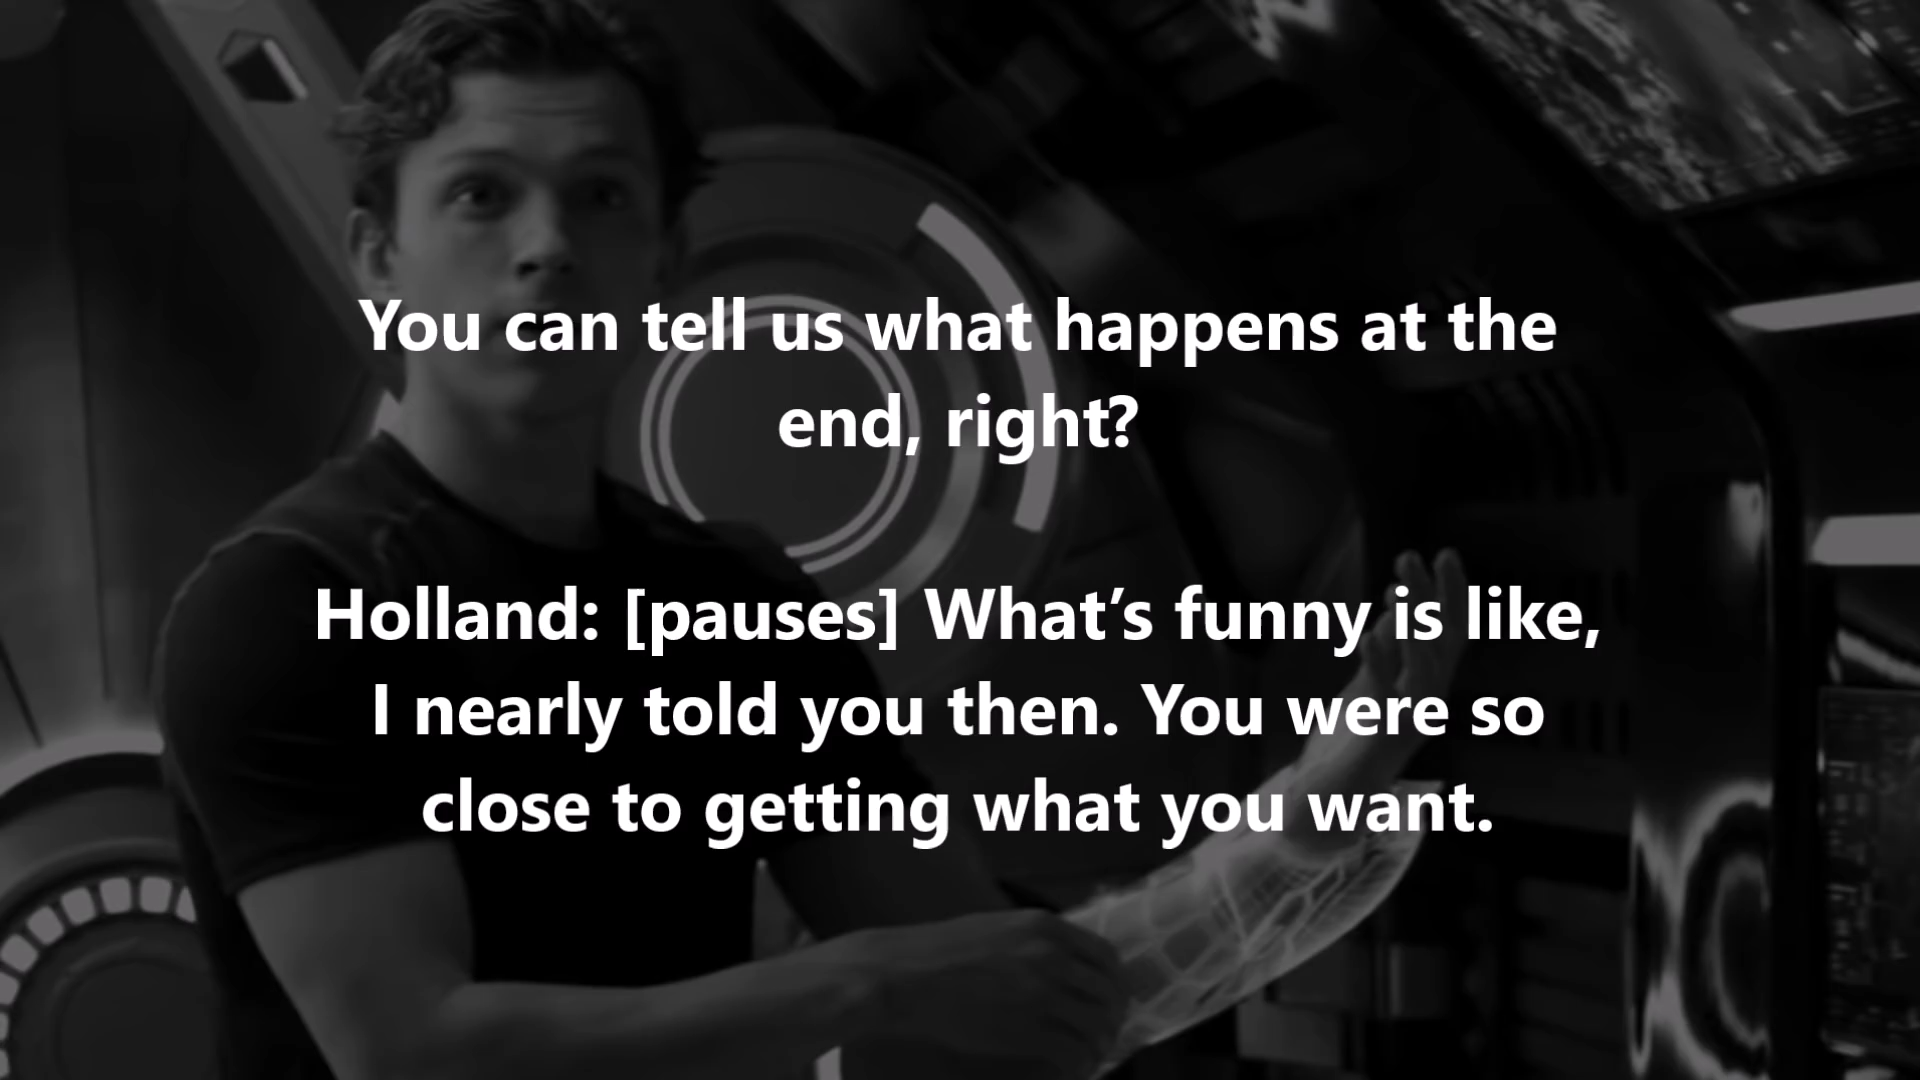 You can tell us what happens at the
end, right?
Holland: [pauses] What’s funny is like,
I nearly told you then. You were so
close to getting what you want.